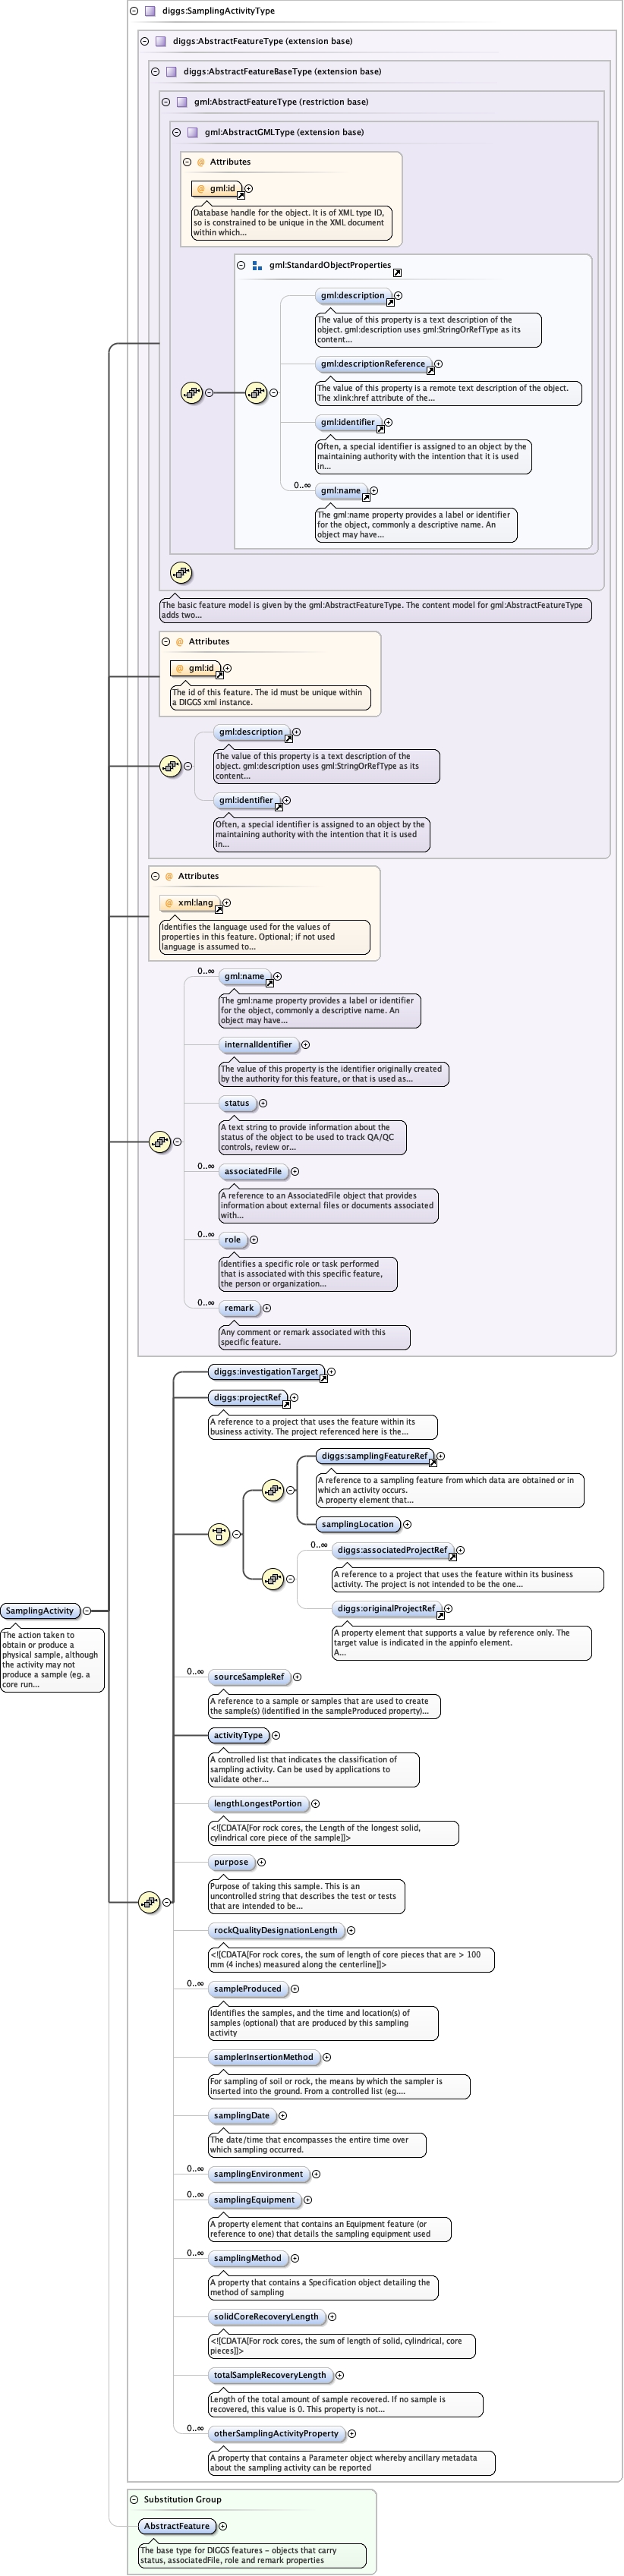 diggs:SamplingActivityType
diggs:AbstractFeatureType (extension base)
diggs:AbstractFeatureBaseType (extension base)
gml:AbstractFeatureType (restriction base)
gml:AbstractGMLType (extension base)
@ Attributes
@ gml:id
Database handle for the object. It is of XML type ID,
so is constrained to be unique in the XML document
within which...
gml:StandardObjectProperties
gml:description
The value of this property is a text description of the
object. gml:description uses gml:StringOrRefType as its
content...
gml:descriptionReference
The value of this property is a remote text description of the object.
The xlink:href attribute of the...
gml:identifier
Often, a special identifier is assigned to an object by the
maintaining authority with the intention that it is used
in...
0..∞
gml:name
The gml:name property provides a label or identifier
for the object, commonly a descriptive name. An
object may have...
The basic feature model is given by the gml:AbstractFeatureType. The content model for gml:AbstractFeatureType
adds two...
@ Attributes
@ gml:id
The id of this feature. The id must be unique within
a DIGGS xml instance.
gml:description
The value of this property is a text description of the
object. gml:description uses gml:StringOrRefType as its
content...
gml:identifier
Often, a special identifier is assigned to an object by the
maintaining authority with the intention that it is used
in...
@ Attributes
@ xml:lang
Identifies the language used for the values of
properties in this feature. Optional; if not used
language is assumed to...
0..∞
gml:name
The gml:name property provides a label or identifier
for the object, commonly a descriptive name. An
object may have...
internalIdentifier
The value of this property is the identifier originally created
by the authority for this feature, or that is used as...
status
A text string to provide information about the
status of the object to be used to track QA/QC
controls, review or...
0..∞
associatedFile
A reference to an AssociatedFile object that provides
information about external files or documents associated
with...
0..∞
role
Identifies a specific role or task performed
that is associated with this specific feature,
the person or organization...
0..∞
remark
Any comment or remark associated with this
specific feature.
diggs:investigationTarget
diggs:projectRef
A reference to a project that uses the feature within its
business activity. The project referenced here is the...
diggs:samplingFeatureRef
A reference to a sampling feature from which data are obtained or in
which an activity occurs.
A property element that...
samplingLocation
0..∞
diggs:associatedProjectRef
A reference to a project that uses the feature within its business
activity. The project is not intended to be the one...
diggs:originalProjectRef
A property element that supports a value by reference only. The
target value is indicated in the appinfo element.
A...
SamplingActivity
The action taken to
obtain or produce a
physical sample, although
the activity may not
produce a sample (eg. a
core run...
0..∞
sourceSampleRef
A reference to a sample or samples that are used to create
the sample(s) (identified in the sampleProduced property)...
activityType
A controlled list that indicates the classification of
sampling activity. Can be used by applications to
validate other...
lengthLongestPortion
<![CDATA[For rock cores, the Length of the longest solid,
cylindrical core piece of the sample]]>
purpose
Purpose of taking this sample. This is an
uncontrolled string that describes the test or tests
that are intended to be...
rockQualityDesignationLength
<![CDATA[For rock cores, the sum of length of core pieces that are > 100
mm (4 inches) measured along the centerline]]>
0..∞
sampleProduced
Identifies the samples, and the time and location(s) of
samples (optional) that are produced by this sampling
activity
samplerInsertionMethod
For sampling of soil or rock, the means by which the sampler is
inserted into the ground. From a controlled list (eg....
samplingDate
The date/time that encompasses the entire time over
which sampling occurred.
0..∞
samplingEnvironment
0..∞
samplingEquipment
A property element that contains an Equipment feature (or
reference to one) that details the sampling equipment used
0..∞
samplingMethod
A property that contains a Specification object detailing the
method of sampling
solidCoreRecoveryLength
<![CDATA[For rock cores, the sum of length of solid, cylindrical, core
pieces]]>
totalSampleRecoveryLength
Length of the total amount of sample recovered. If no sample is
recovered, this value is 0. This property is not...
0..∞
otherSamplingActivityProperty
A property that contains a Parameter object whereby ancillary metadata
about the sampling activity can be reported
Substitution Group
AbstractFeature
The base type for DIGGS features - objects that carry
status, associatedFile, role and remark properties